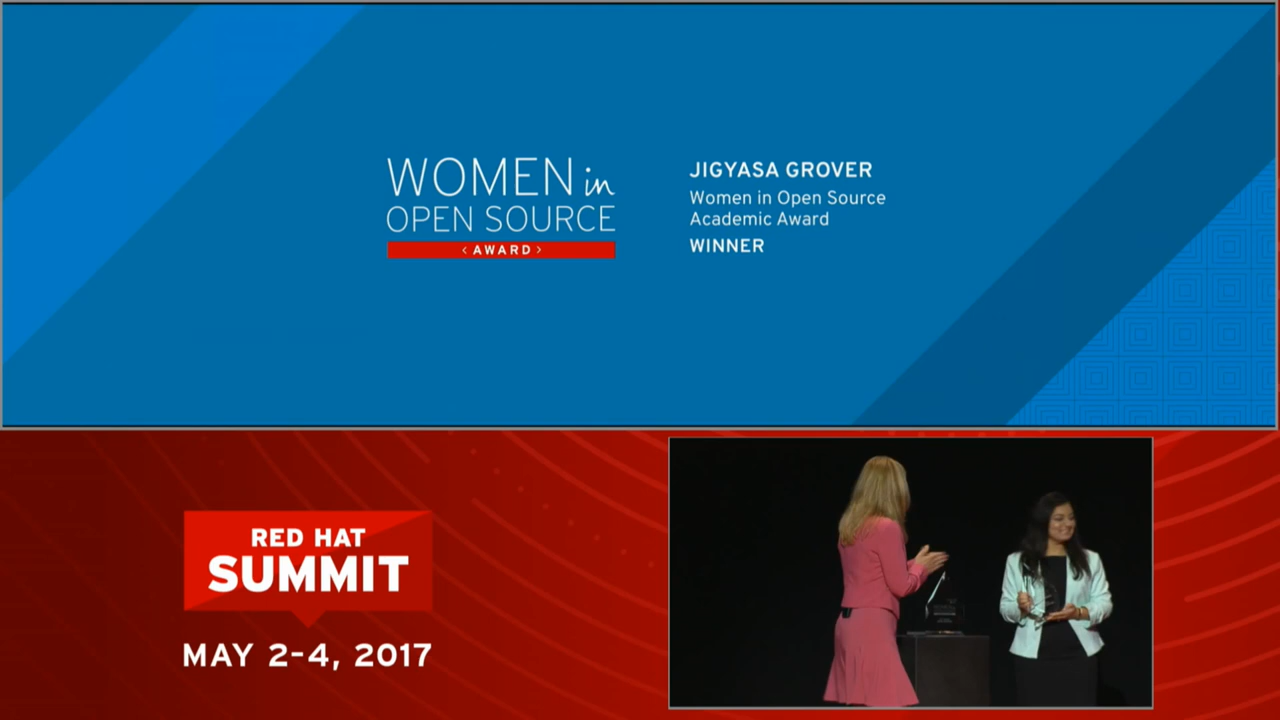 WOMEN in
OPEN SOURCE
‹ AWARD ›
JIGYASA GROVER
Women in Open Source
Academic Award
WINNER
RED HAT
SUMMIT
MAY 2-4, 2017